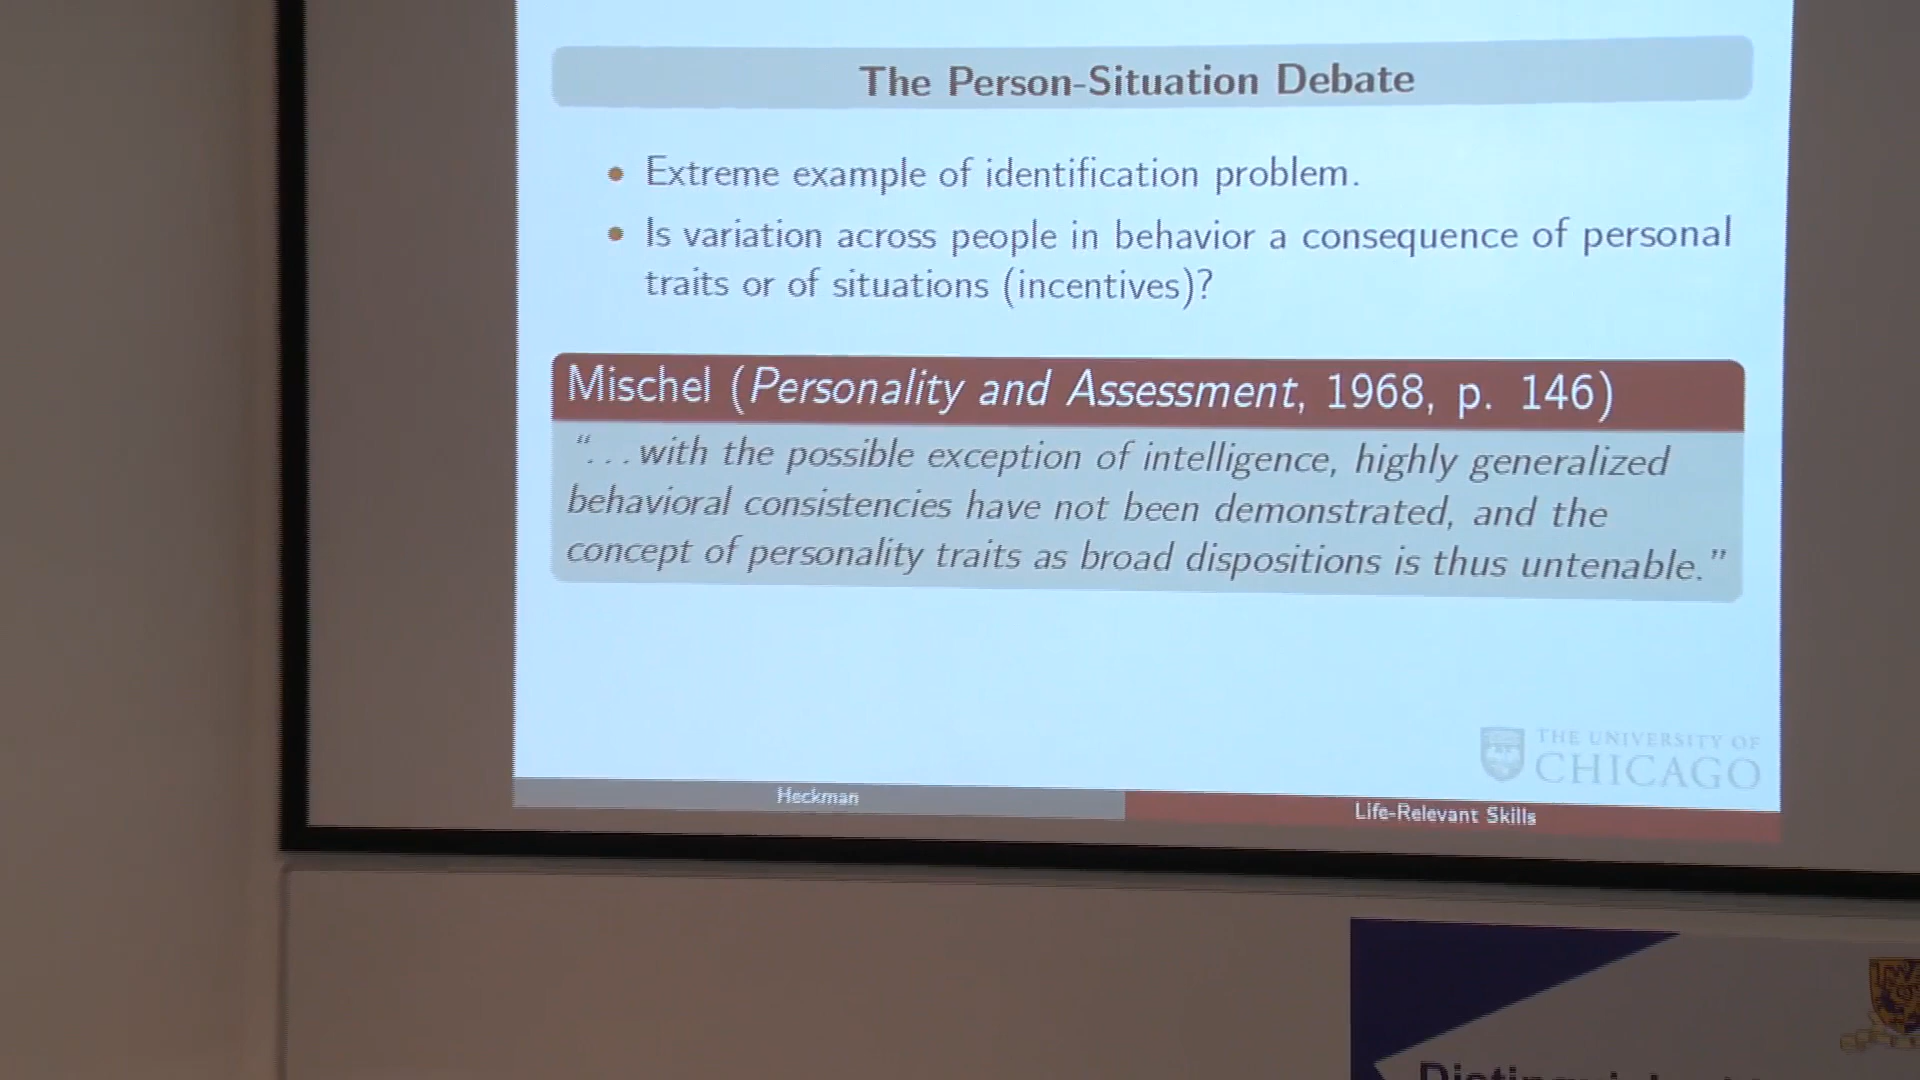 The Person-Situation Debate
• Extreme example of identification problem.
• Is variation across people in behavior a consequence of personal
traits or of situations (incentives)?
Mischel (Personality and Assessment, 1968, p. 146)
“...with the possible exception of intelligence, highly generalized
behavioral consistencies have not been demonstrated, and the
concept of personality traits as broad dispositions is thus untenable.”
THE UNIVERSITY OF
CHICAGO
Heckman
Life-Relevant Skills